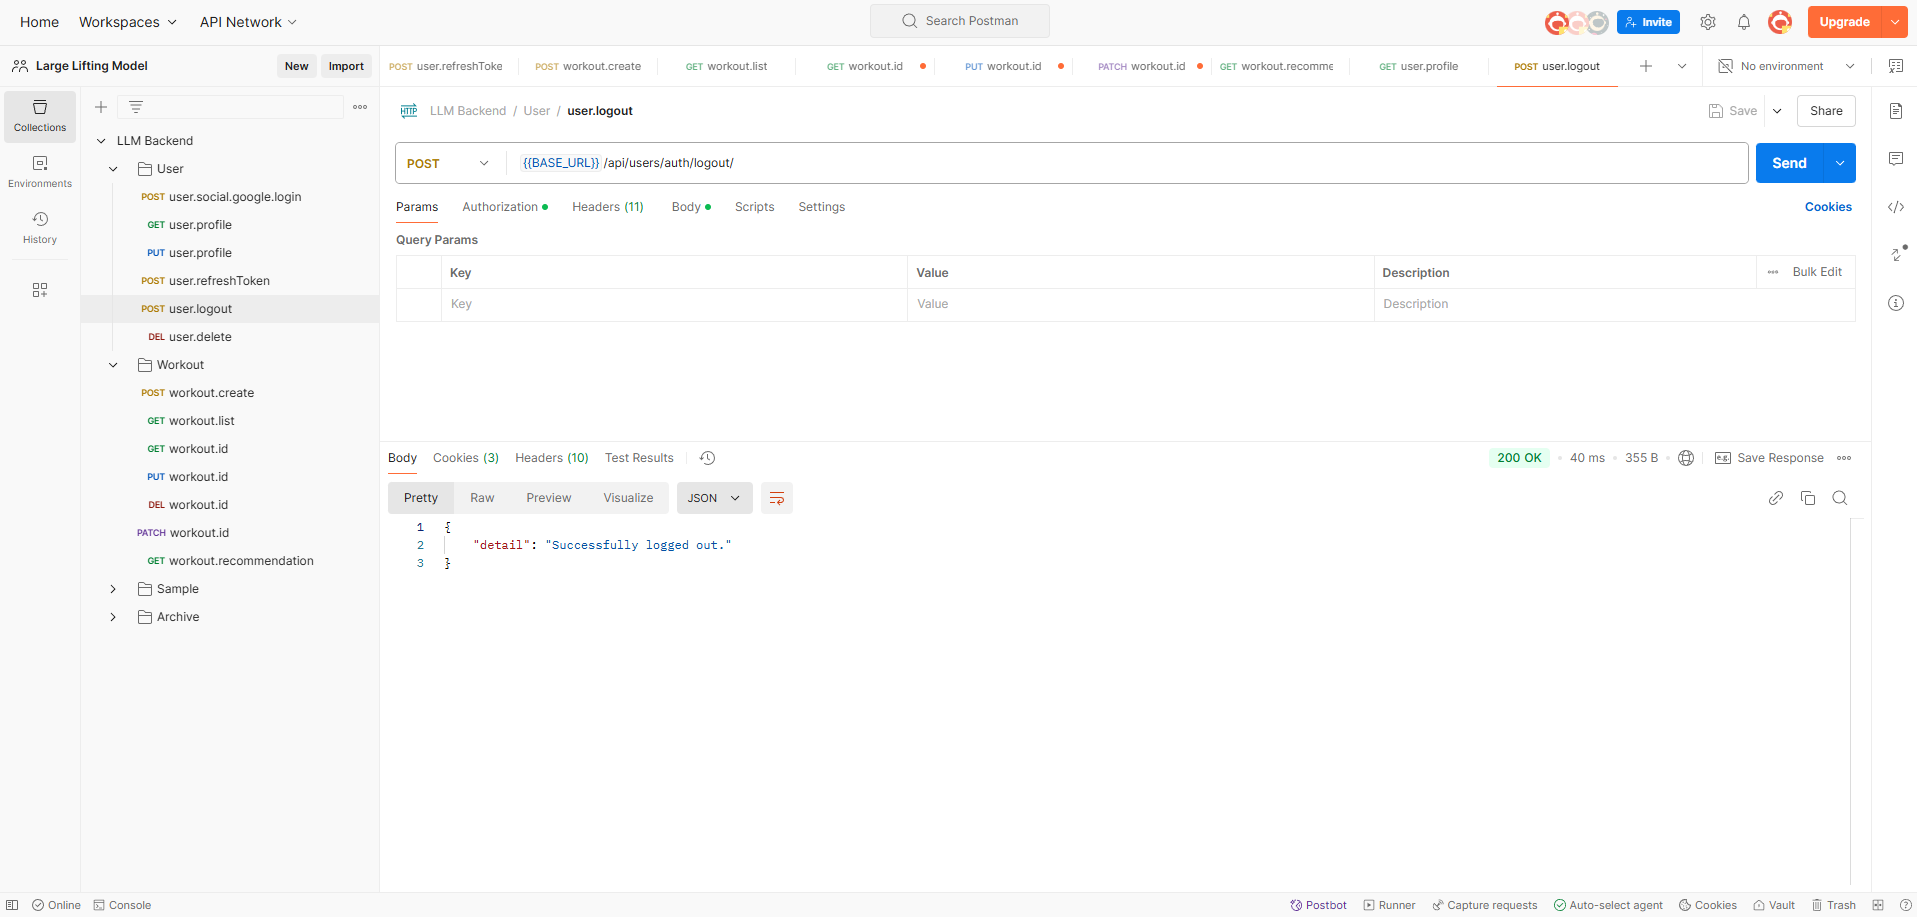 Home Workspaces API Network Search Postman Invite Upgrade
Large Lifting Model New Import
POST user.refreshToke POST workout.create GET workout.list GET workout.id PUT workout.id PATCH workout.id GET workout.recomme GET user.profile POST user.logout No environment
Collections
Environments
History
LLM Backend
User
POST user.social.google.login
GET user.profile
PUT user.profile
POST user.refreshToken
POST user.logout
DEL user.delete
Workout
POST workout.create
GET workout.list
GET workout.id
PUT workout.id
DEL workout.id
PATCH workout.id
GET workout.recommendation
Sample
Archive
HTTP LLM Backend / User / user.logout Save Share
POST {{BASE_URL}} /api/users/auth/logout/ Send
Params Authorization Headers (11) Body Scripts Settings Cookies
Query Params
Key Value Description Bulk Edit
Key Value Description
Body Cookies (3) Headers (10) Test Results 200 OK 40 ms 355 B e.g. Save Response
Pretty Raw Preview Visualize JSON
1 {
2 "detail": "Successfully logged out."
3 }
Online Console Postbot Runner Capture requests Auto-select agent Cookies Vault Trash